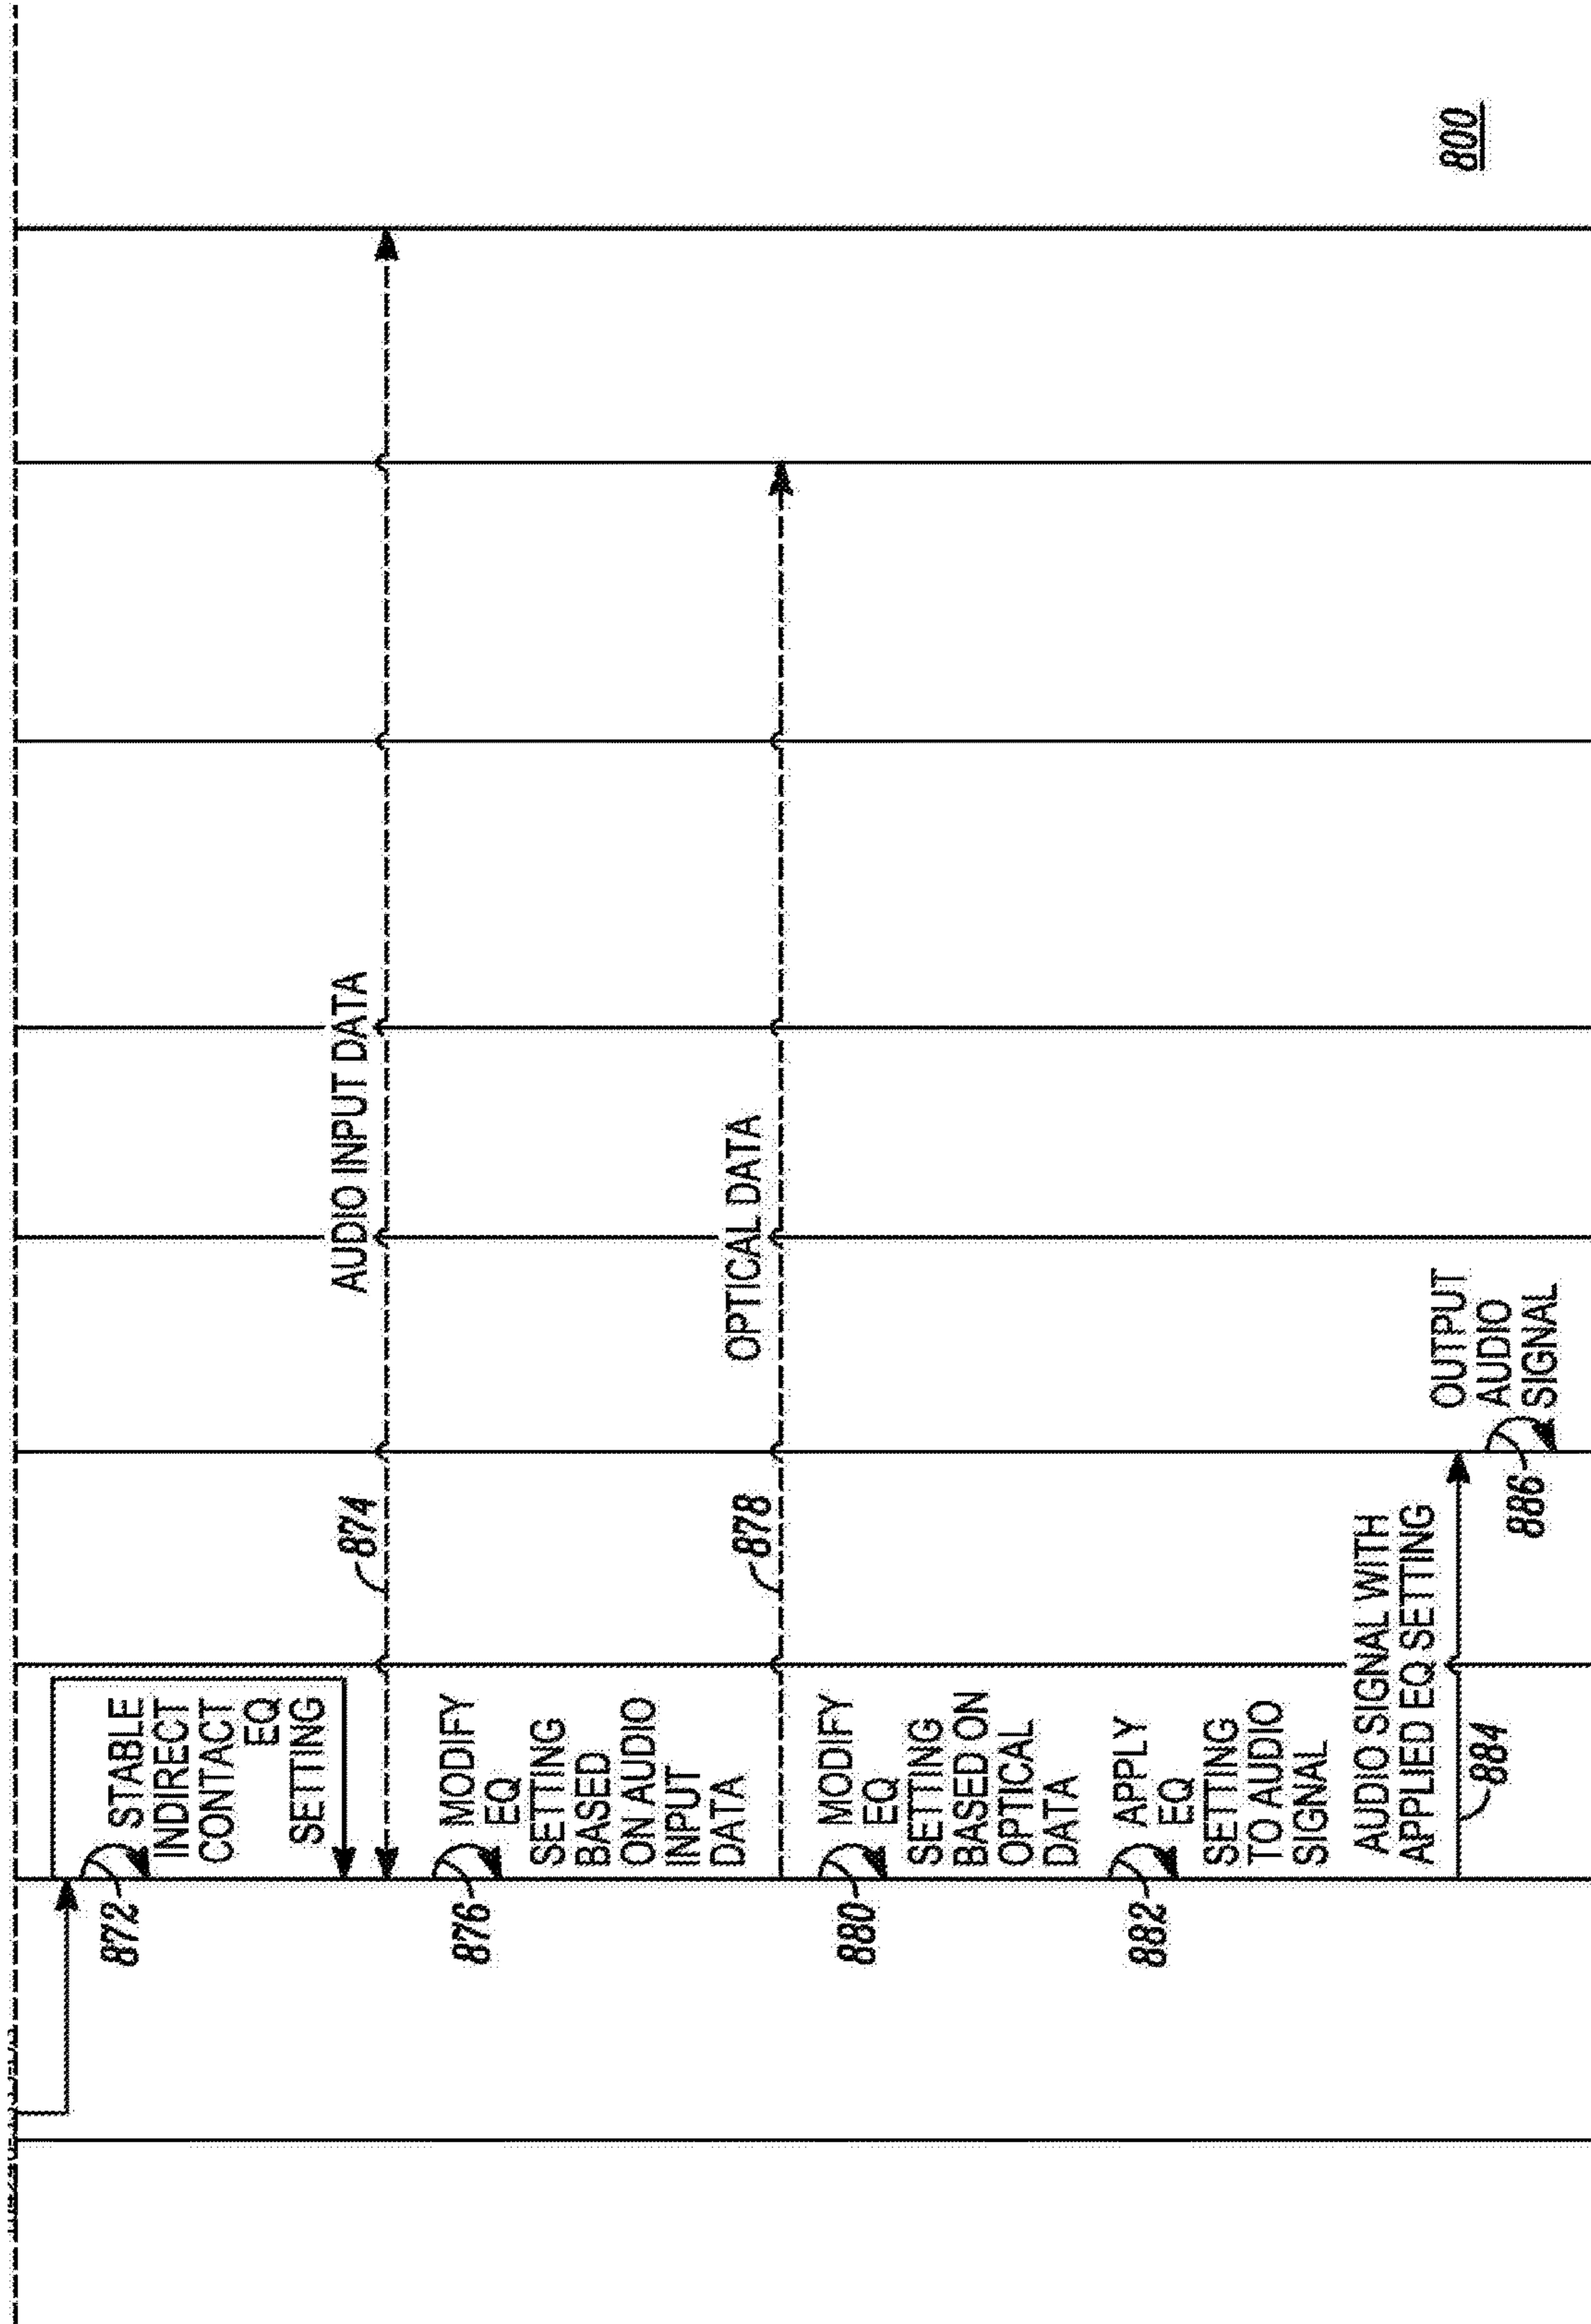 872
STABLE
INDIRECT
CONTACT
EQ
SETTING
AUDIO INPUT DATA
874
876
MODIFY
EQ
SETTING
BASED
ON AUDIO
INPUT
DATA
OPTICAL DATA
878
880
MODIFY
EQ
SETTING
BASED ON
OPTICAL
DATA
882
APPLY
EQ
SETTING
TO AUDIO
SIGNAL
AUDIO SIGNAL WITH
APPLIED EQ SETTING
884
OUTPUT
AUDIO
SIGNAL
886
800